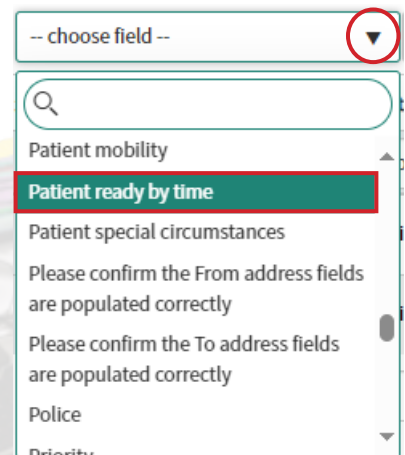 -- choose field --
Patient mobility
Patient ready by time
Patient special circumstances
Please confirm the From address fields
are populated correctly
Please confirm the To address fields
are populated correctly
Police
Priority